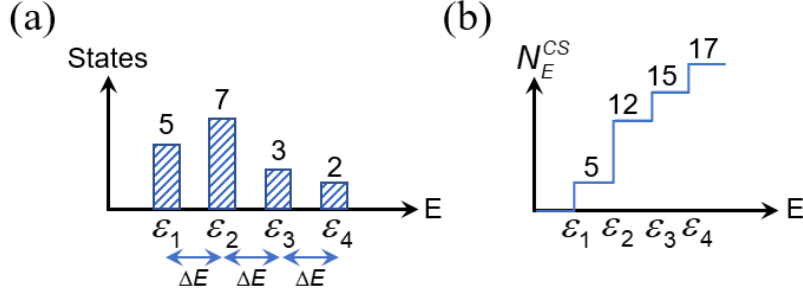 (a)
States
5
7
3
2
E
ε₁ ε₂ ε₃ ε₄
ΔE ΔE ΔE
(b)
N_E^{CS}
17
15
12
5
E
ε₁ ε₂ ε₃ ε₄